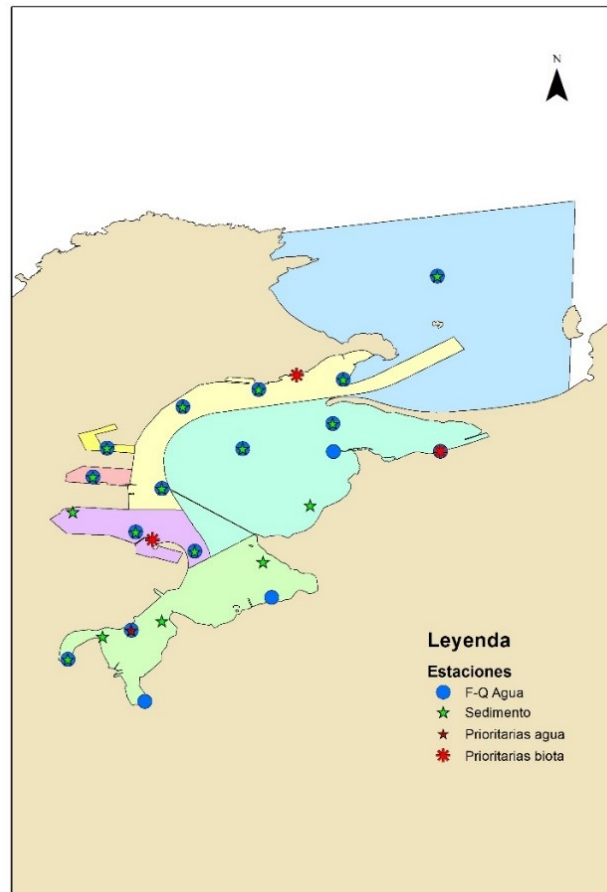 N
Leyenda
Estaciones
F-Q Agua
Sedimento
Prioritarias agua
Prioritarias biota